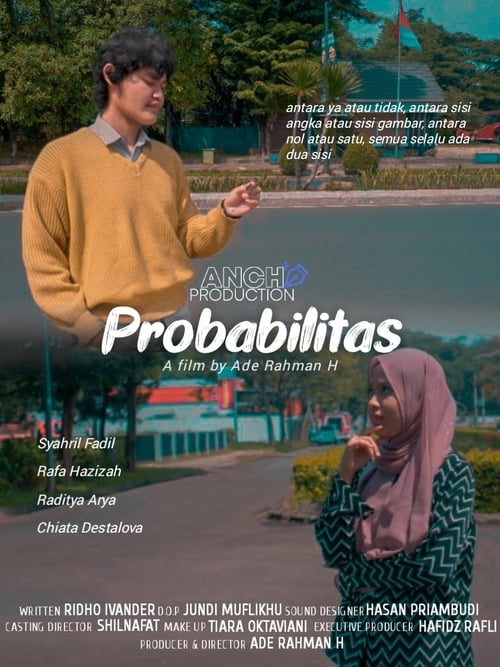 antara ya atau tidak, antara sisi
angka atau sisi gambar, antara
nol atau satu, semua selalu ada
dua sisi
ANCHO
PRODUCTION
Probabilitas
A film by Ade Rahman H
Syahril Fadil
Rafa Hazizah
Raditya Arya
Chiata Destalova
WRITTEN RIDHO IVANDER D.O.P JUNDI MUFLIKHU SOUND DESIGNER HASAN PRIAMBUDI
CASTING DIRECTOR SHILNAFAT MAKE UP TIARA OKTAVIANI EXECUTIVE PRODUCER HAFIDZ RAFLI
PRODUCER & DIRECTOR ADE RAHMAN H